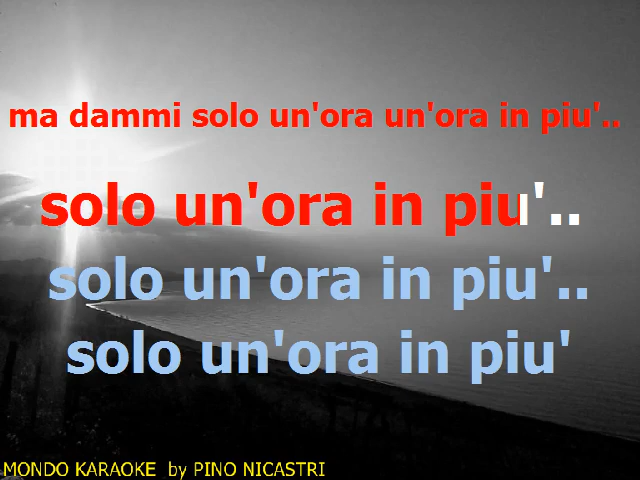 ma dammi solo un'ora un'ora in piu'..
solo un'ora in piu'..
solo un'ora in piu'..
solo un'ora in piu'
MONDO KARAOKE by PINO NICASTRI